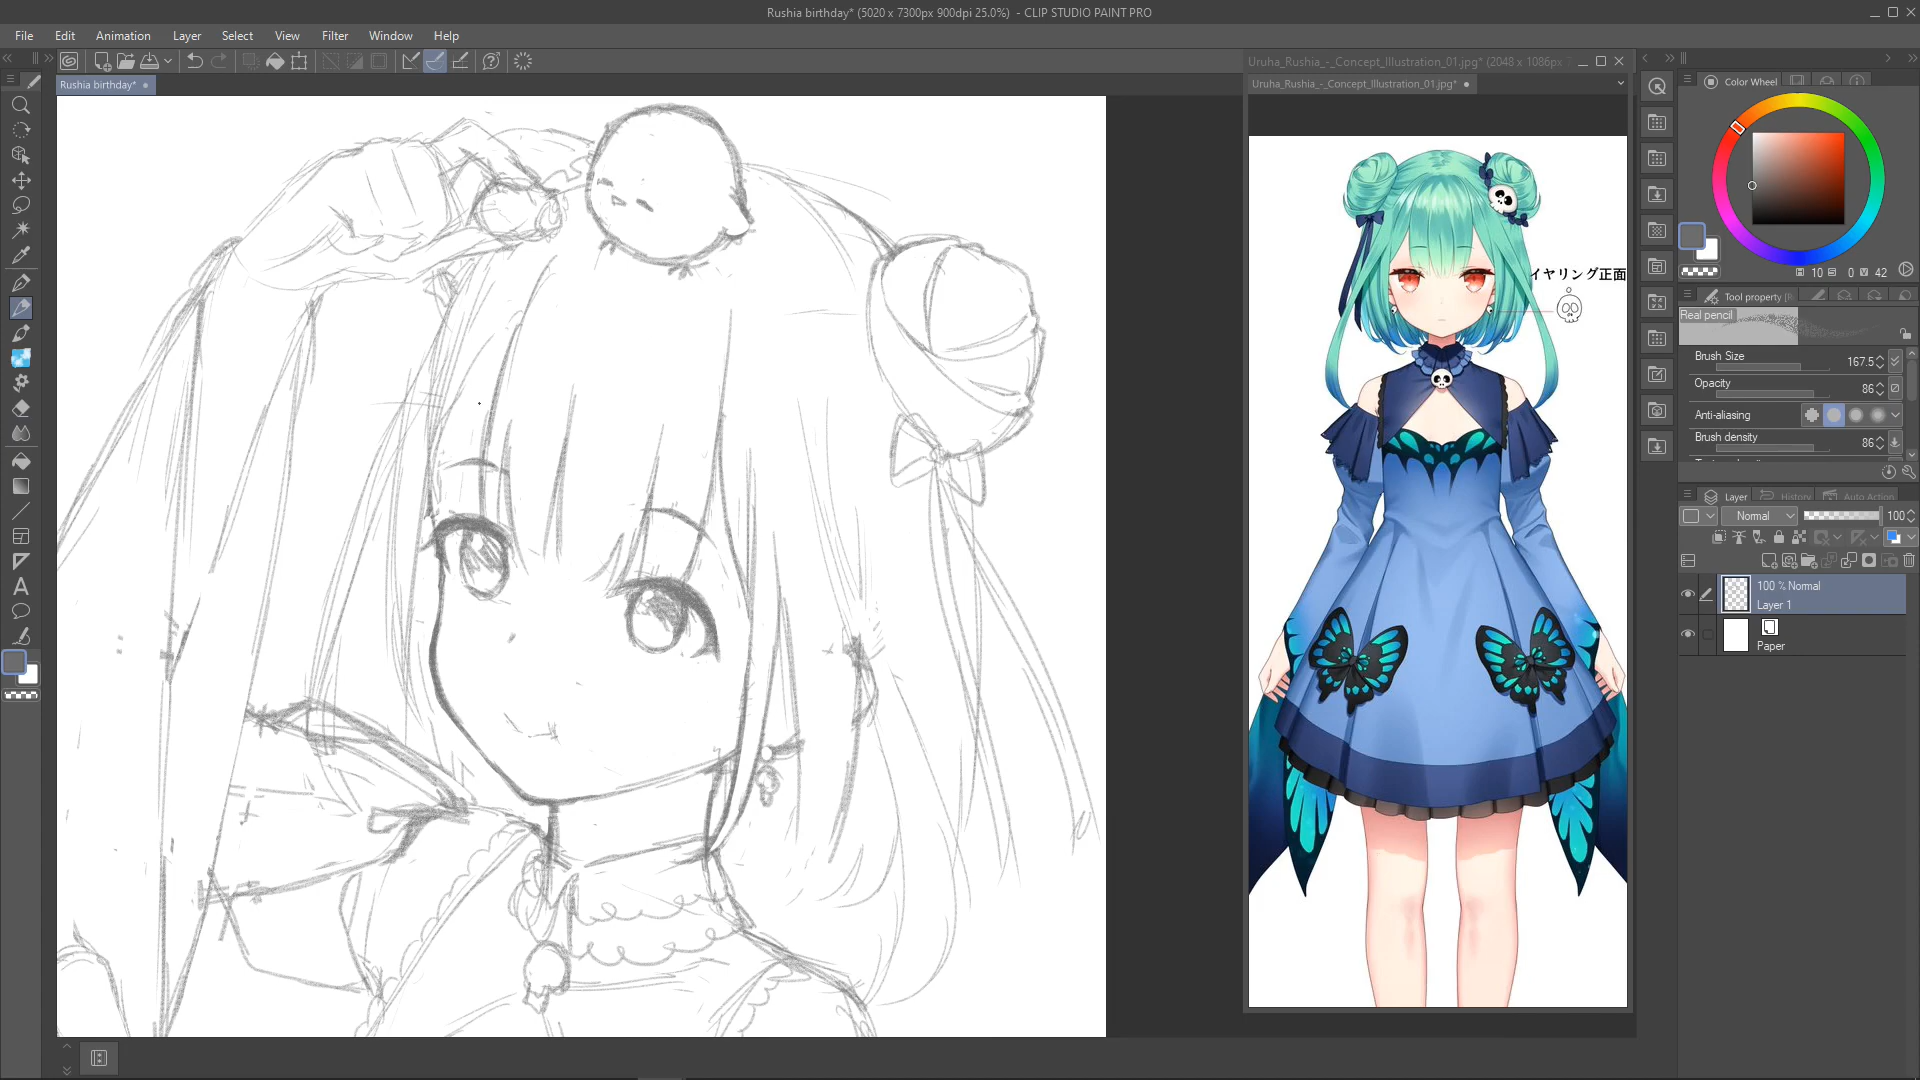 Rushia birthday* (5020 x 7300px 900dpi 25.0%) - CLIP STUDIO PAINT PRO
File Edit Animation Layer Select View Filter Window Help
Uruha_Rushia_-_Concept_Illustration_01.jpg* (2048 x 1086px
Rushia birthday*
Uruha_Rushia_-_Concept_Illustration_01.jpg*
Color Wheel
イヤリング正面
H 10 S 0 V 42
Tool property
Real pencil
Brush Size 167.5
Opacity 86
Anti-aliasing
Brush density 86
Layer History Auto Action
Normal 100
100 % Normal
Layer 1
Paper